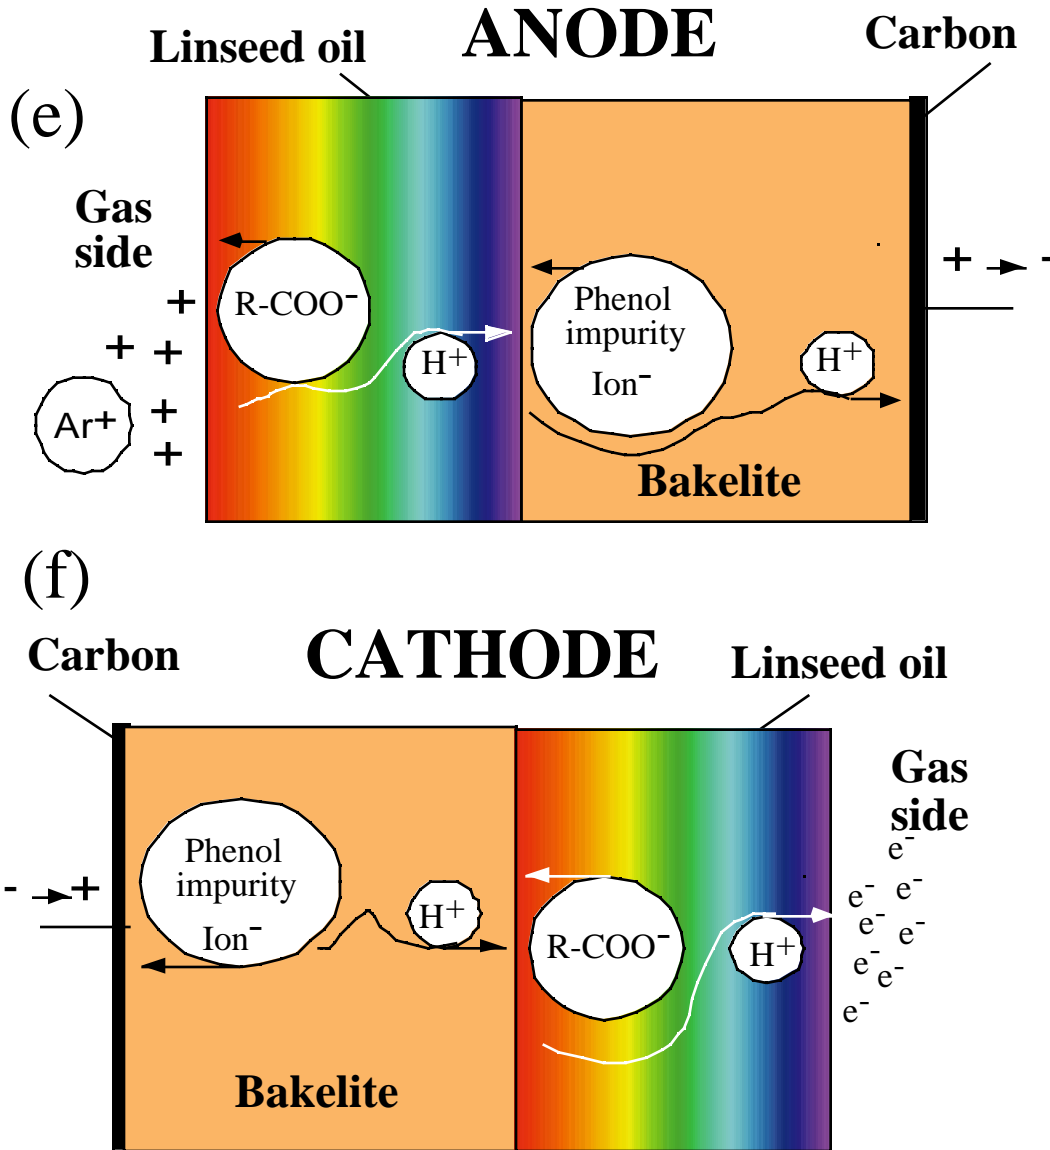 ANODE
Linseed oil
Carbon
(e)
Gas
side
+
+ +
+
+
Ar+
R-COO-
H+
Phenol
impurity
Ion-
H+
+ -
Bakelite
(f)
CATHODE
Carbon
Linseed oil
Gas
side
- +
Phenol
impurity
Ion-
H+
R-COO-
H+
e-
e- e-
e- e-
e- e-
e-
Bakelite